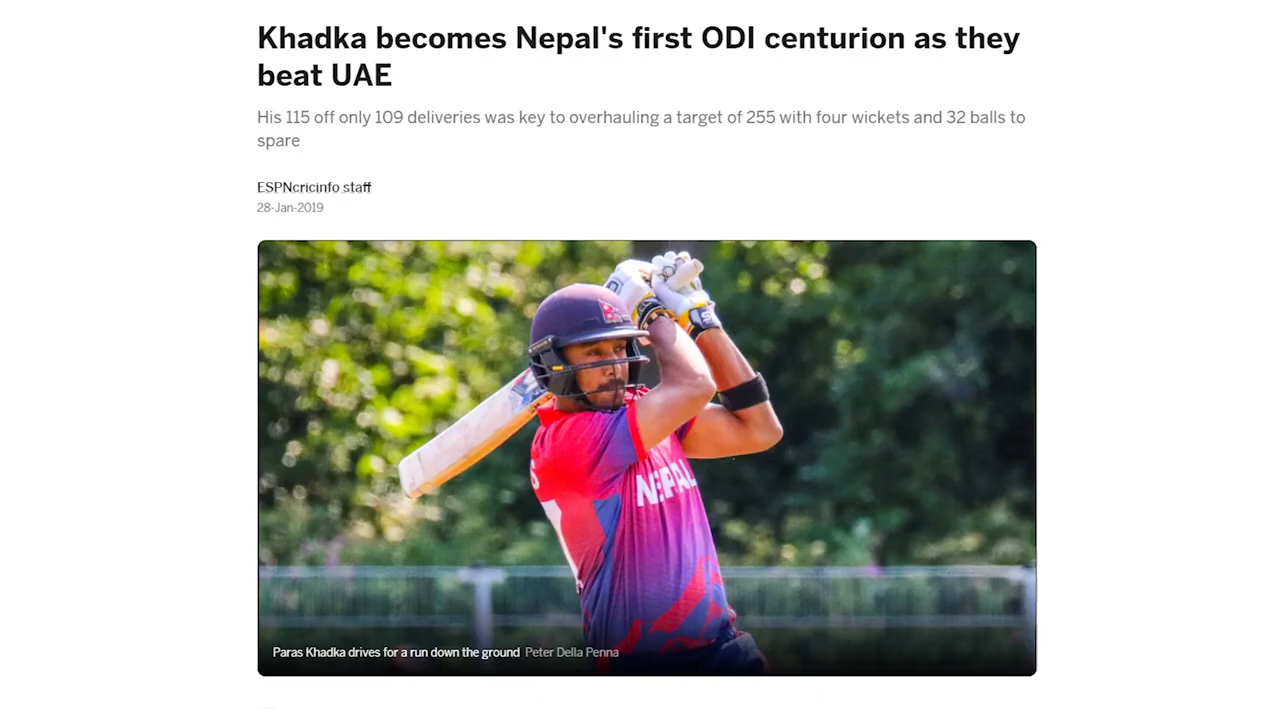 Khadka becomes Nepal's first ODI centurion as they
beat UAE
His 115 off only 109 deliveries was key to overhauling a target of 255 with four wickets and 32 balls to
spare
ESPNcricinfo staff
28-Jan-2019
NEPAL
Paras Khadka drives for a run down the ground Peter Della Penna